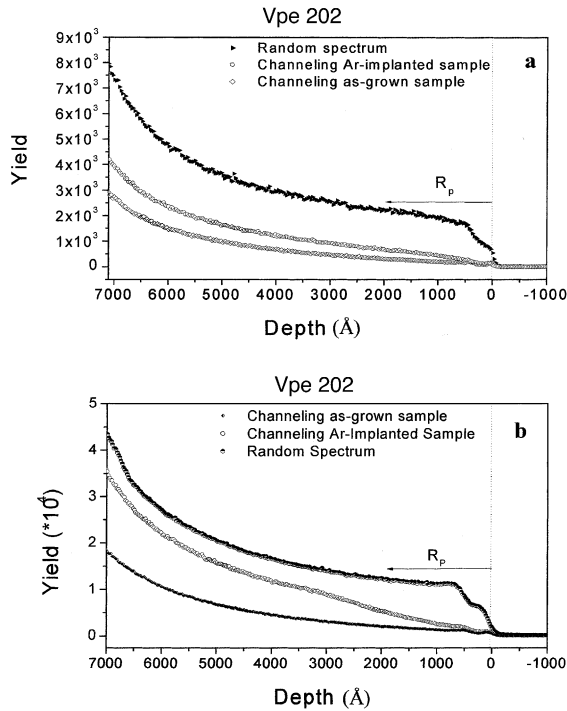 Vpe 202
a
Random spectrum
Channeling Ar-implanted sample
Channeling as-grown sample
Yield
9x10³
8x10³
7x10³
6x10³
5x10³
4x10³
3x10³
2x10³
1x10³
0
Rp
7000 6000 5000 4000 3000 2000 1000 0 -1000
Depth (Å)
Vpe 202
b
Channeling as-grown sample
Channeling Ar-Implanted Sample
Random Spectrum
Yield (*10⁴)
5
4
3
2
1
0
Rp
7000 6000 5000 4000 3000 2000 1000 0 -1000
Depth (Å)